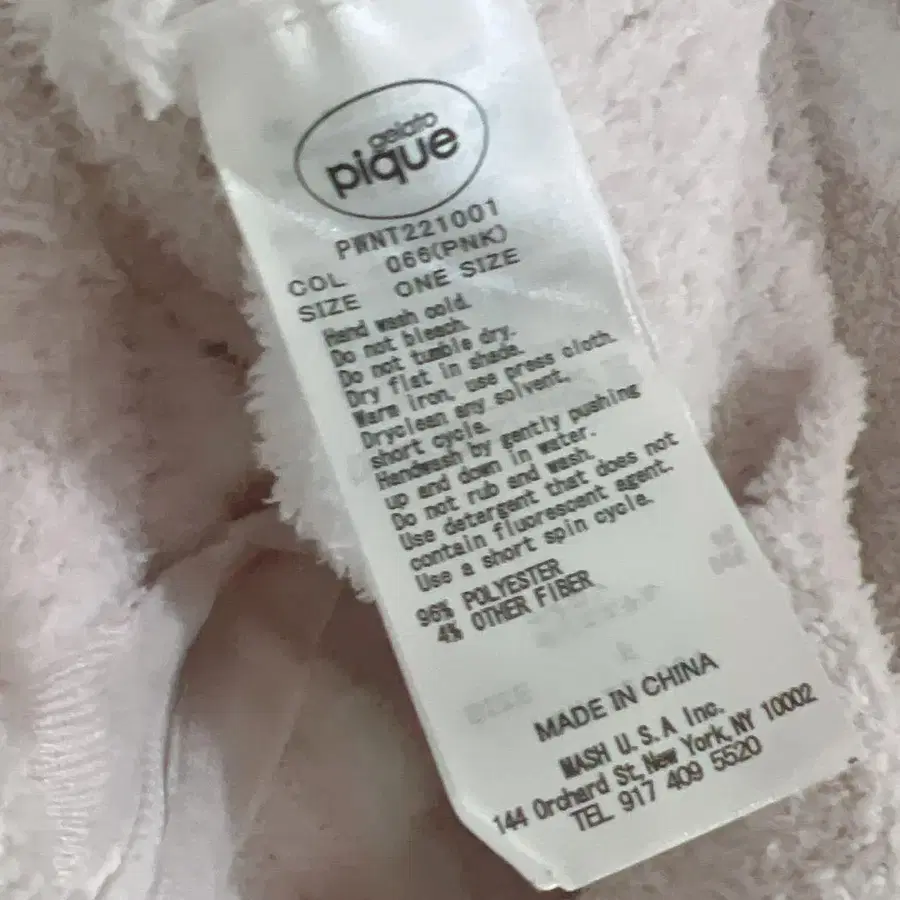 gelato
pique
PWNT221001
COL 066(PNK)
SIZE ONE SIZE
Hand wash cold.
Do not bleach.
Do not tumble dry.
Dry flat in shade.
Warm iron, use press cloth.
Dryclean any solvent,
short cycle.
Handwash by gently pushing
up and down in water.
Do not rub and wash.
Use detergent that does not
contain fluorescent agent.
Use a short spin cycle.
96% POLYESTER
4% OTHER FIBER
MADE IN CHINA
MASH U.S.A Inc.
144 Orchard St, New York, NY 10002
TEL 917 409 5520